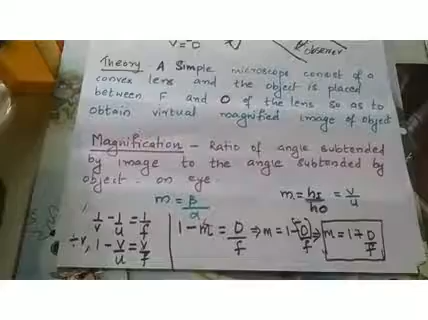 V = D
observer
Theory A Simple microscope consist of a
convex lens and the object is placed
between F and O of the lens so as to
obtain virtual magnified image of object
Magnification - Ratio of angle subtended
by image to the angle subtended by
object on eye.
m = β/α
m = hI/ho = v/u
1/v - 1/u = 1/f
÷v, 1 - v/u = v/f
1 - m = D/f ⇒ m = 1 - (-D/f) ⇒ m = 1 + D/f